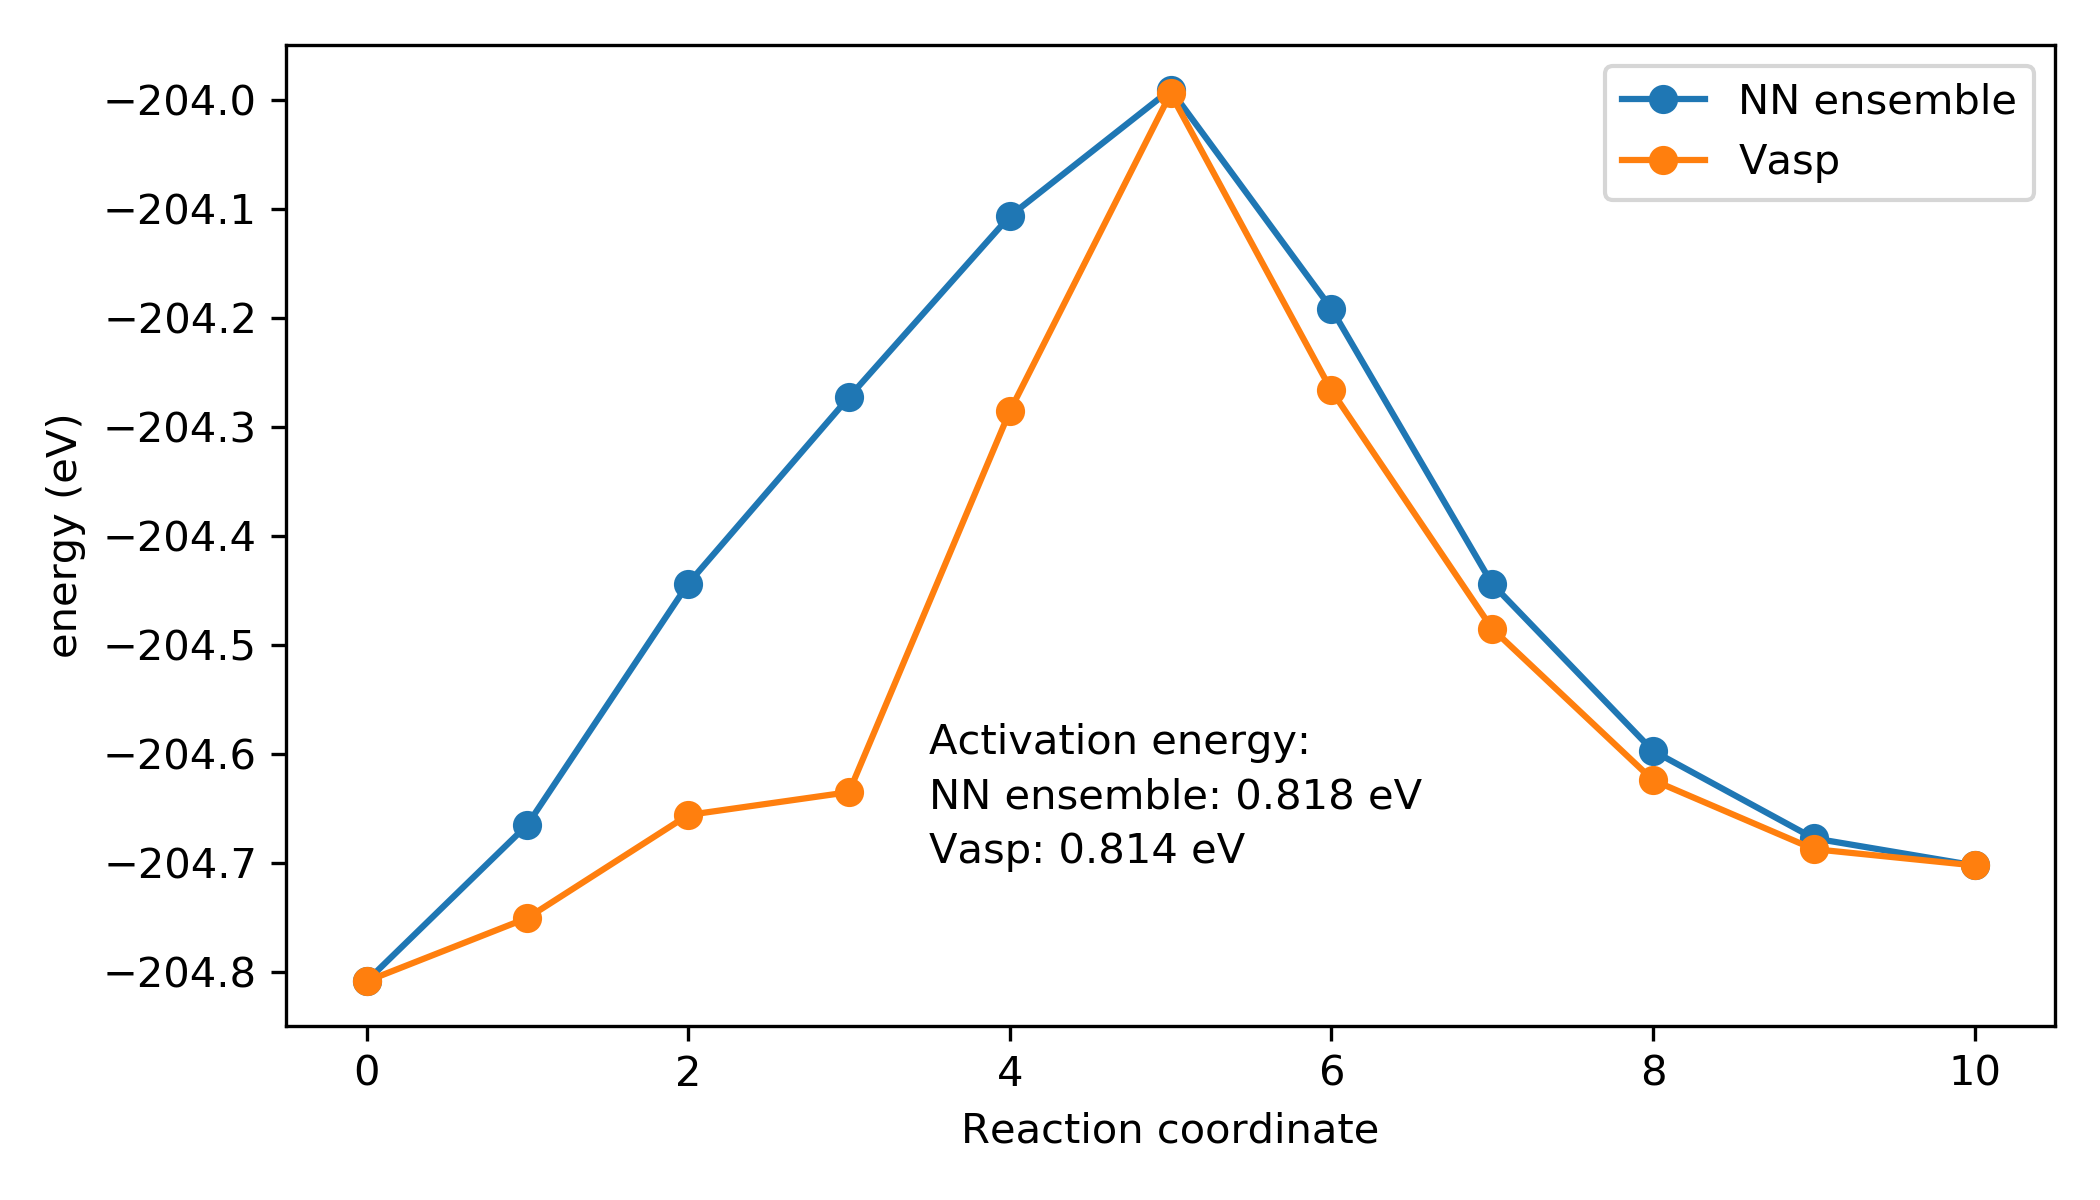 −204.0
−204.1
−204.2
−204.3
−204.4
−204.5
−204.6
−204.7
−204.8
energy (eV)
NN ensemble
Vasp
Activation energy:
NN ensemble: 0.818 eV
Vasp: 0.814 eV
0 2 4 6 8 10
Reaction coordinate